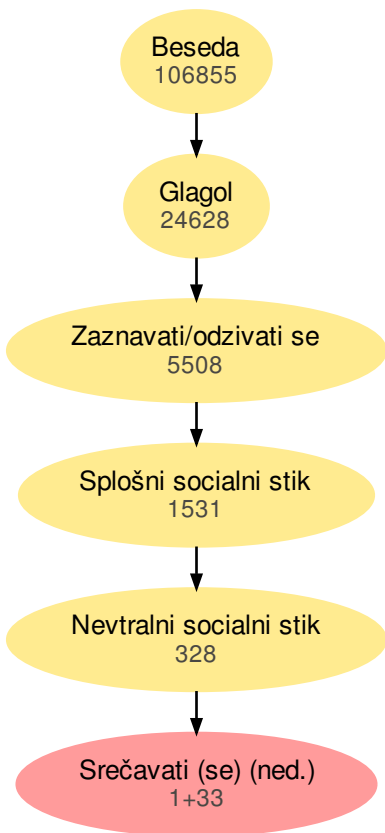 Beseda
106855
Glagol
24628
Zaznavati/odzivati se
5508
Splošni socialni stik
1531
Nevtralni socialni stik
328
Srečavati (se) (ned.)
1+33